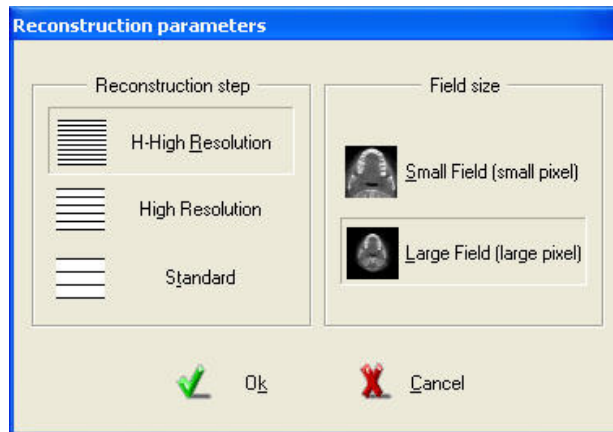 Reconstruction parameters
Reconstruction step
H-High Resolution
High Resolution
Standard
Field size
Small Field (small pixel)
Large Field (large pixel)
Ok
Cancel